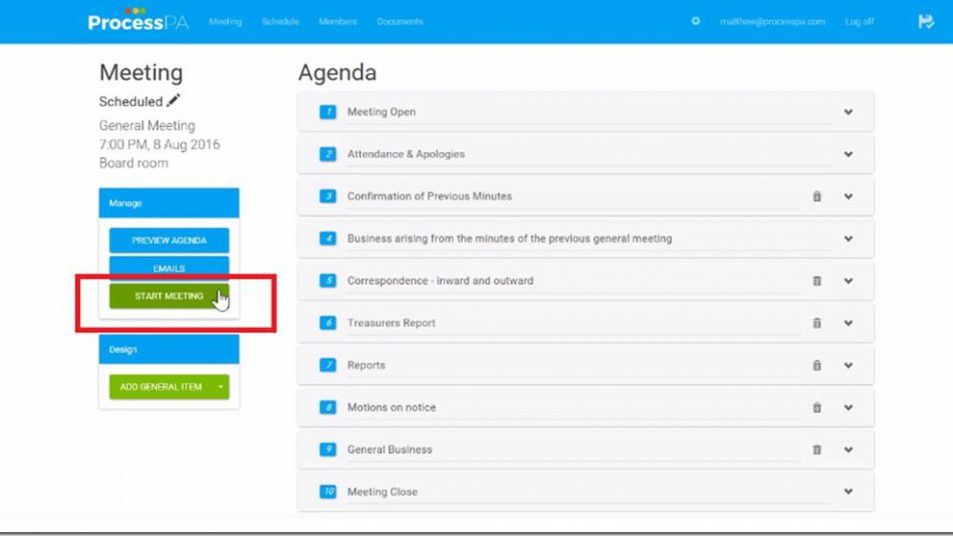 ProcessPA Meeting Schedule Members Documents matthew@processpa.com Log off
Meeting
Scheduled
General Meeting
7:00 PM, 8 Aug 2016
Board room
Manage
PREVIEW AGENDA
EMAILS
START MEETING
Design
ADD GENERAL ITEM
Agenda
1 Meeting Open
2 Attendance & Apologies
3 Confirmation of Previous Minutes
4 Business arising from the minutes of the previous general meeting
5 Correspondence - inward and outward
6 Treasurers Report
7 Reports
8 Motions on notice
9 General Business
10 Meeting Close